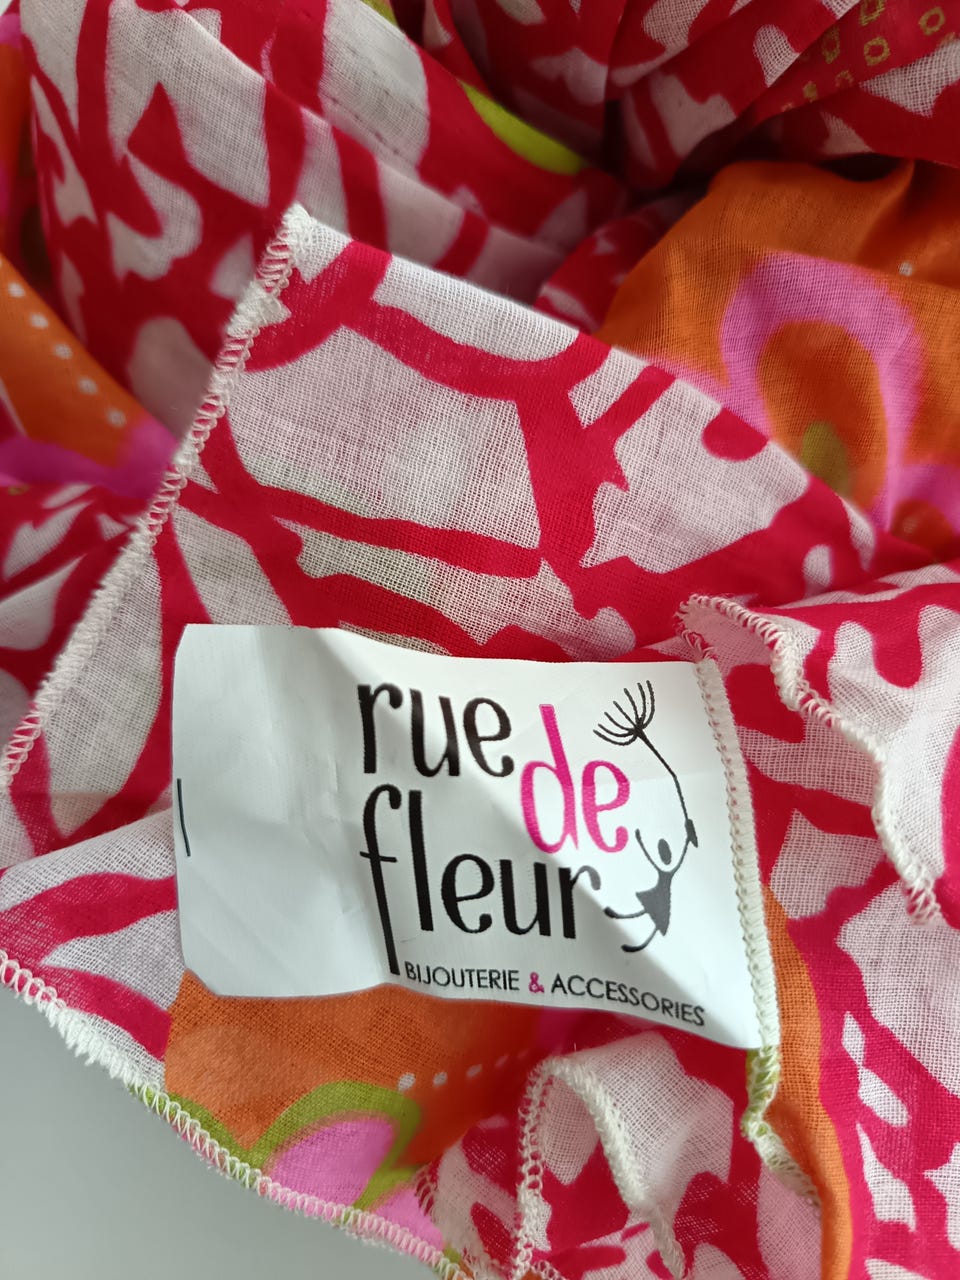 rue
de
fleur
BIJOUTERIE & ACCESSORIES